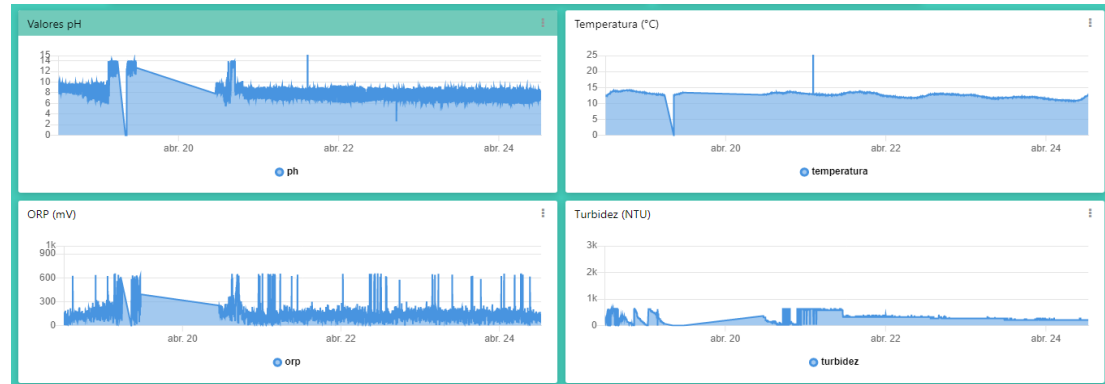 Valores pH
15
14
12
10
8
6
4
2
0
abr. 20
abr. 22
abr. 24
ph
Temperatura (°C)
25
20
15
10
5
0
abr. 20
abr. 22
abr. 24
temperatura
ORP (mV)
1k
900
600
300
0
abr. 20
abr. 22
abr. 24
orp
Turbidez (NTU)
3k
2k
1k
0
abr. 20
abr. 22
abr. 24
turbidez